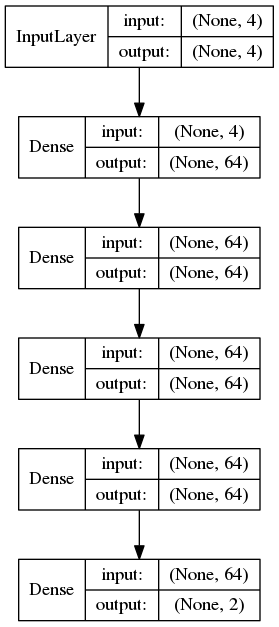 InputLayer
input: (None, 4)
output: (None, 4)
Dense
input: (None, 4)
output: (None, 64)
Dense
input: (None, 64)
output: (None, 64)
Dense
input: (None, 64)
output: (None, 64)
Dense
input: (None, 64)
output: (None, 64)
Dense
input: (None, 64)
output: (None, 2)